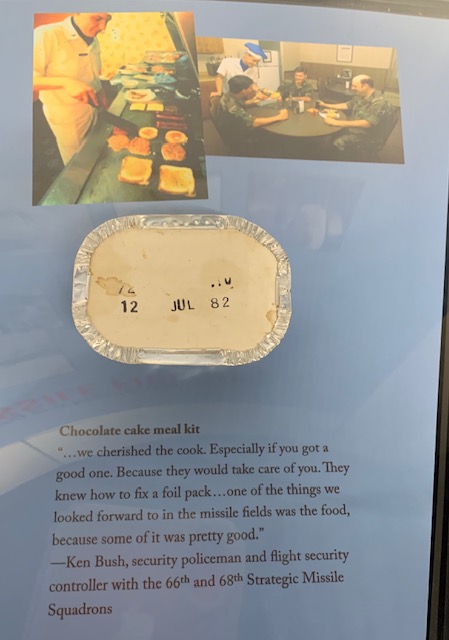 12 JUL 82
Chocolate cake meal kit
“…we cherished the cook. Especially if you got a
good one. Because they would take care of you. They
knew how to fix a foil pack…one of the things we
looked forward to in the missile fields was the food,
because some of it was pretty good.”
—Ken Bush, security policeman and flight security
controller with the 66th and 68th Strategic Missile
Squadrons